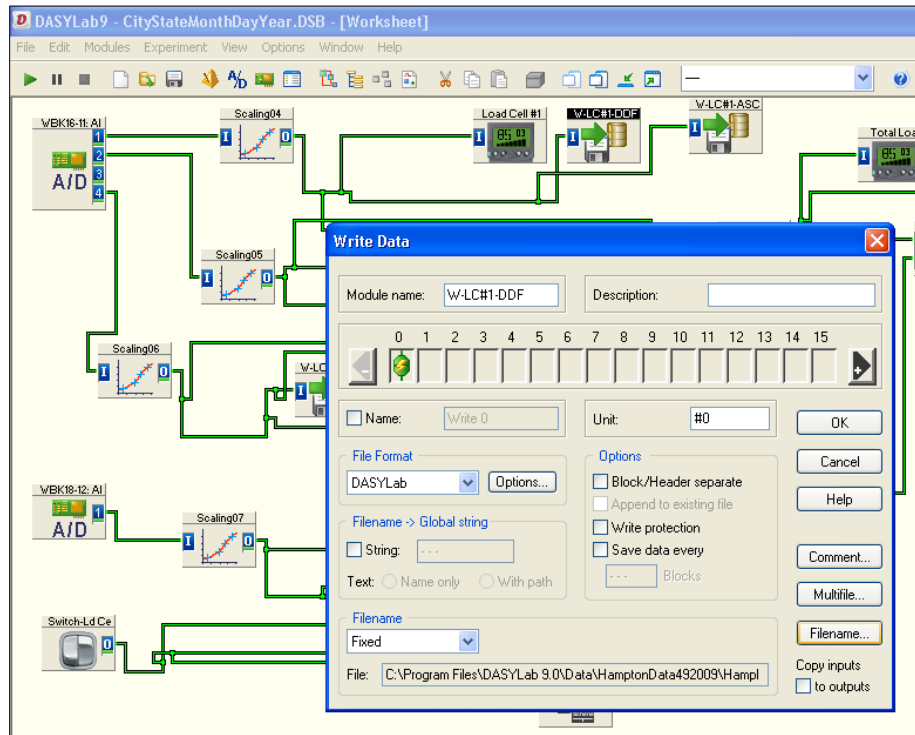 DASYLab9 - CityStateMonthDayYear.DSB - [Worksheet]
File Edit Modules Experiment View Options Window Help
WBK16-11: AI
1
2
3
4
A/D
Scaling04
I
O
Load Cell #1
I
85 03
W-LC#1-DDF
I
W-LC#1-ASC
I
Total Loa
I
85 03
Scaling05
I
O
Scaling06
I
O
W-LC
I
WBK18-12: AI
1
A/D
Scaling07
I
O
Switch-Ld Ce
O
Write Data
Module name: W-LC#1-DDF Description:
0 1 2 3 4 5 6 7 8 9 10 11 12 13 14 15
Name: Write 0 Unit: #0
OK
Cancel
Help
Comment...
Multifile...
Filename...
Copy inputs
to outputs
File Format
DASYLab Options...
Filename -> Global string
String: - - -
Text: Name only With path
Options
Block/Header separate
Append to existing file
Write protection
Save data every
- - - Blocks
Filename
Fixed
File: C:\Program Files\DASYLab 9.0\Data\HamptonData492009\Hampl